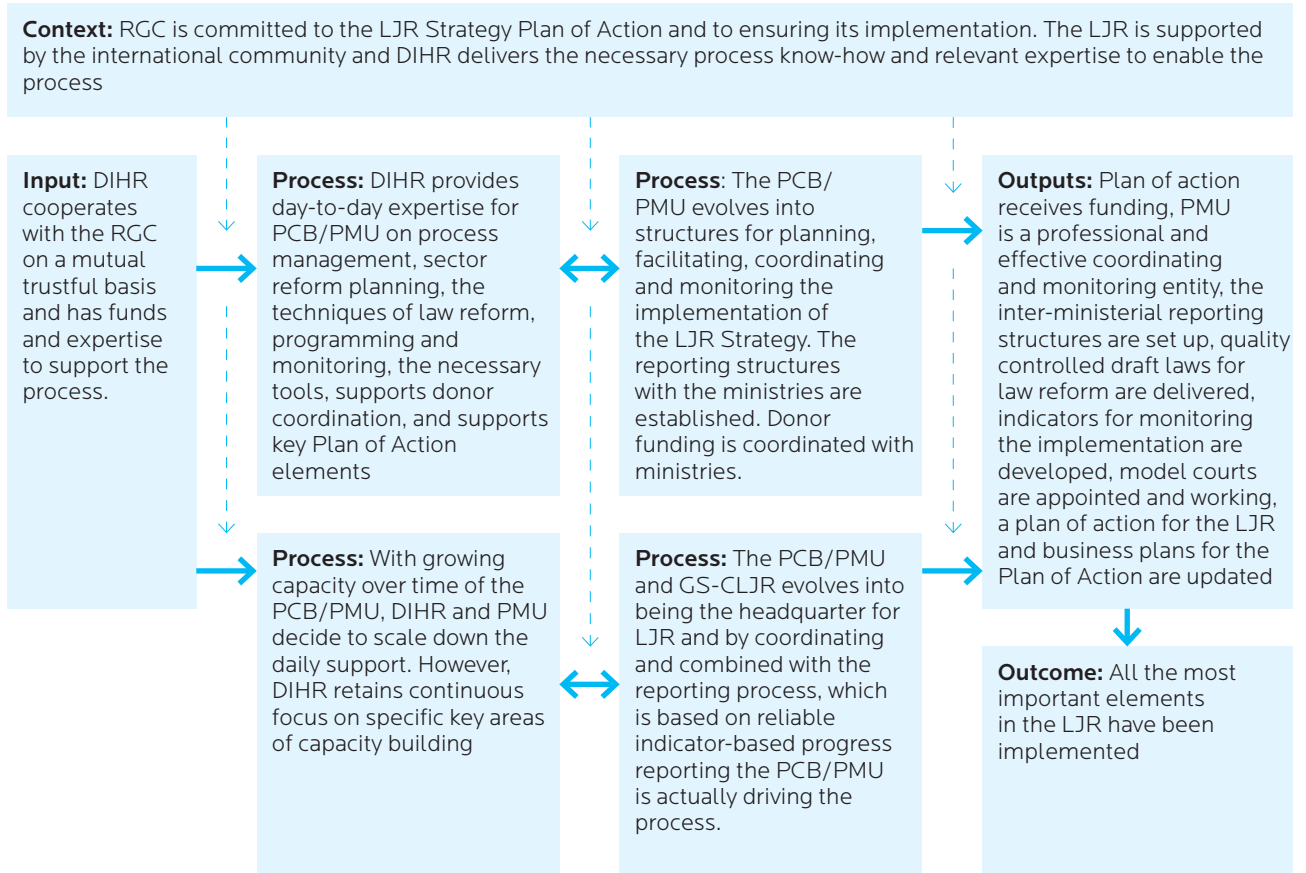 Context: RGC is committed to the LJR Strategy Plan of Action and to ensuring its implementation. The LJR is supported
by the international community and DIHR delivers the necessary process know-how and relevant expertise to enable the
process
Input: DIHR
cooperates
with the RGC
on a mutual
trustful basis
and has funds
and expertise
to support the
process.
Process: DIHR provides
day-to-day expertise for
PCB/PMU on process
management, sector
reform planning, the
techniques of law reform,
programming and
monitoring, the necessary
tools, supports donor
coordination, and supports
key Plan of Action
elements
Process: The PCB/
PMU evolves into
structures for planning,
facilitating, coordinating
and monitoring the
implementation of
the LJR Strategy. The
reporting structures
with the ministries are
established. Donor
funding is coordinated with
ministries.
Outputs: Plan of action
receives funding, PMU
is a professional and
effective coordinating
and monitoring entity, the
inter-ministerial reporting
structures are set up, quality
controlled draft laws for
law reform are delivered,
indicators for monitoring
the implementation are
developed, model courts
are appointed and working,
a plan of action for the LJR
and business plans for the
Plan of Action are updated
Process: With growing
capacity over time of the
PCB/PMU, DIHR and PMU
decide to scale down the
daily support. However,
DIHR retains continuous
focus on specific key areas
of capacity building
Process: The PCB/PMU
and GS-CLJR evolves into
being the headquarter for
LJR and by coordinating
and combined with the
reporting process, which
is based on reliable
indicator-based progress
reporting the PCB/PMU
is actually driving the
process.
Outcome: All the most
important elements
in the LJR have been
implemented